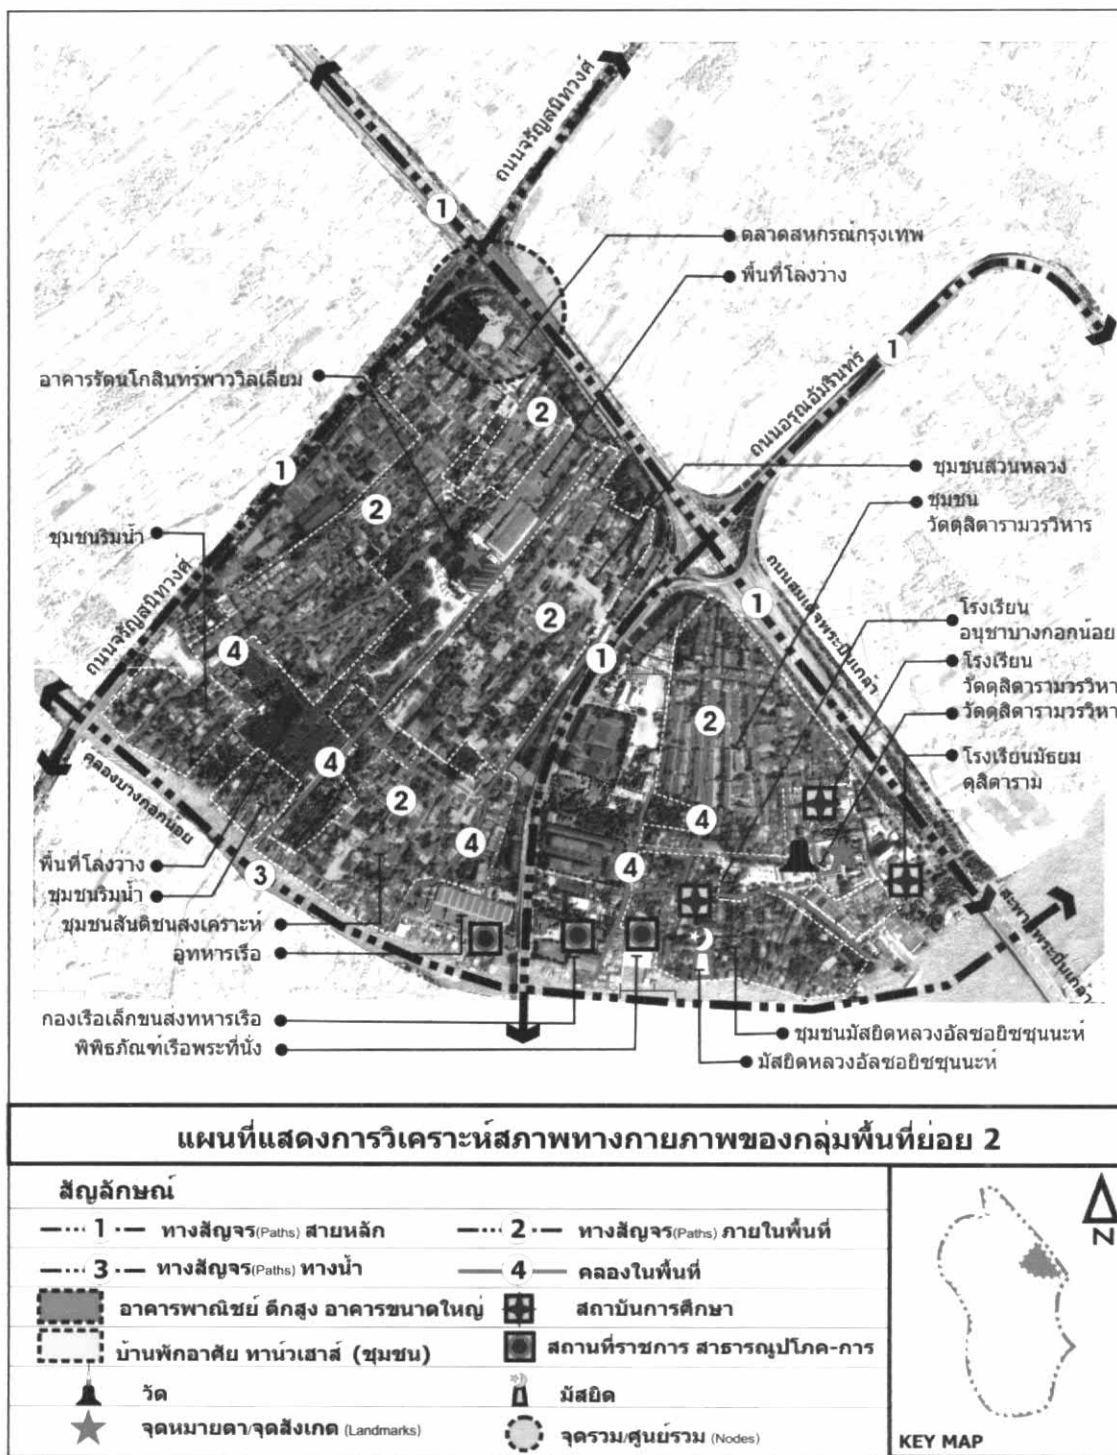 ถนนจรัญสนิทวงศ์
1
ตลาดสหกรณ์กรุงเทพ
พื้นที่โล่งว่าง
1
อาคารรัตนโกสินทร์พาววิลเลี่ยม
2
ถนนอรุณอัมรินทร์
1
ชุมชนสวนหลวง
2
ชุมชน
วัดดุสิตารามวรวิหาร
ชุมชนริมน้ำ
ถนนจรัญสนิทวงศ์
ถนนสมเด็จพระปิ่นเกล้า
1
2
1
1
โรงเรียน
อนุชาบางกอกน้อย
4
โรงเรียน
วัดดุสิตารามวรวิหา
2
วัดดุสิตารามวรวิหา
4
โรงเรียนมัธยม
ดุสิตาราม
2
คลองบางกอกน้อย
4
4
4
พื้นที่โล่งว่าง
3
ชุมชนริมน้ำ
ชุมชนสันติชนสงเคราะห์
อู่ทหารเรือ
สะพานพระปิ่นเกล้า
กองเรือเล็กขนส่งทหารเรือ
พิพิธภัณฑ์เรือพระที่นั่ง
ชุมชนมัสยิดหลวงอัลซอยิซซุนนะห์
มัสยิดหลวงอัลซอยิซซุนนะห์
แผนที่แสดงการวิเคราะห์สภาพทางกายภาพของกลุ่มพื้นที่ย่อย 2
สัญลักษณ์
1 ทางสัญจร(Paths) สายหลัก
2 ทางสัญจร(Paths) ภายในพื้นที่
3 ทางสัญจร(Paths) ทางน้ำ
4 คลองในพื้นที่
อาคารพาณิชย์ ตึกสูง อาคารขนาดใหญ่
สถาบันการศึกษา
บ้านพักอาศัย ทาน์วเฮาส์ (ชุมชน)
สถานที่ราชการ สาธารณูปโภค-การ
วัด
มัสยิด
จุดหมายตา/จุดสังเกต (Landmarks)
จุดรวม/ศูนย์รวม (Nodes)
N
KEY MAP